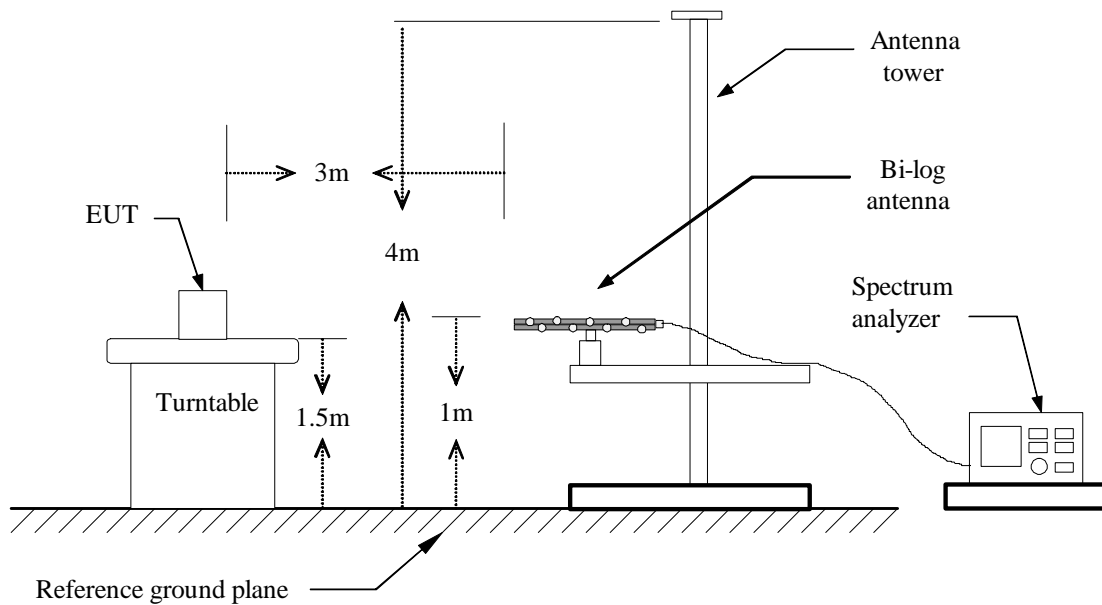 Antenna
tower
3m
Bi-log
antenna
EUT
4m
Spectrum
analyzer
Turntable
1.5m
1m
Reference ground plane